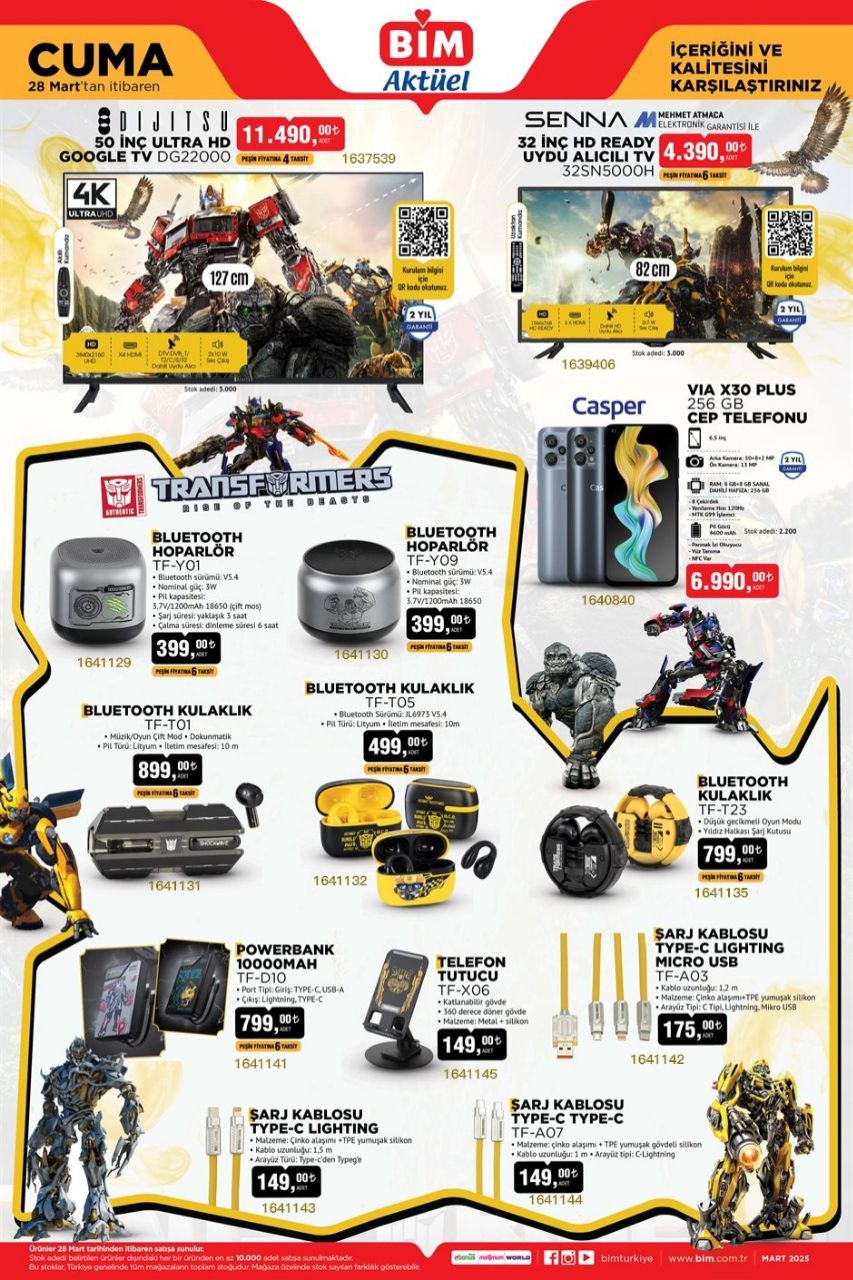 CUMA
28 Mart'tan itibaren
BİM
Aktüel
İÇERİĞİNİ VE
KALİTESİNİ
KARŞILAŞTIRINIZ
DIJITSU
50 İNÇ ULTRA HD
GOOGLE TV DG22000
11.490,00₺
ADET
PEŞİN FİYATINA 4 TAKSİT
1637539
4K
ULTRA UHD
Akıllı Kumanda
127 cm
Kurulum bilgisi
için
QR kodu okutunuz.
2 YIL
GARANTİ
HD
3840x2160
UHD
X4 HDMI
DTV,DVB,T/
T2/C/S/S2
Dahili Uydu Alıcı
2x10 W
Ses Çıkış
Stok adedi: 3.000
SENNA
MEHMET ATMACA
ELEKTRONİK GARANTİSİ İLE
32 İNÇ HD READY
UYDU ALICILI TV
32SN5000H
4.390,00₺
ADET
PEŞİN FİYATINA 6 TAKSİT
Uzaktan
Kumanda
82 cm
Kurulum bilgisi
için
QR kodu okutunuz.
2 YIL
GARANTİ
HD
1366x768
HD READY
2 X HDMI
Dahili HD
Uydu Alıcı
2x7 W
Ses Çıkış
Stok adedi: 3.000
1639406
Casper
VIA X30 PLUS
256 GB
CEP TELEFONU
6.5 inç
Arka Kamera: 50+8+2 MP
Ön Kamera: 13 MP
2 YIL
GARANTİ
RAM: 8 GB+8 GB SANAL
DAHİLİ HAFIZA: 256 GB
- 8 Çekirdek
- Yenileme Hızı 120Hz
- MTK G99 İşlemci
Pil Gücü
4600 mAh
Stok adedi: 2.200
- Parmak İzi Okuyucu
- Yüz Tanıma
- NFC Var
6.990,00₺
ADET
1640840
AUTHENTIC
TRANSFORMERS
TRANSFORMERS
RISE OF THE BEASTS
BLUETOOTH
HOPARLÖR
TF-Y01
• Bluetooth sürümü: V5.4
• Nominal güç: 3W
• Pil kapasitesi:
3.7V/1200mAh 18650 (çift mos)
• Şarj süresi: yaklaşık 3 saat
• Çalma süresi: dinleme süresi 6 saat
399,00₺
ADET
PEŞİN FİYATINA 6 TAKSİT
1641129
BLUETOOTH
HOPARLÖR
TF-Y09
• Bluetooth sürümü: V5.4
• Nominal güç: 3W
• Pil kapasitesi:
3.7V/1200mAh 18650
399,00₺
ADET
PEŞİN FİYATINA 6 TAKSİT
1641130
BLUETOOTH KULAKLIK
TF-T01
• Müzik/Oyun Çift Mod • Dokunmatik
• Pil Türü: Lityum • İletim mesafesi: 10 m
899,00₺
ADET
PEŞİN FİYATINA 6 TAKSİT
SHOCKWAVE
1641131
BLUETOOTH KULAKLIK
TF-T05
• Bluetooth Sürümü: JL6973 V5.4
• Pil Türü: Lityum • İletim mesafesi: 10m
499,00₺
ADET
PEŞİN FİYATINA 6 TAKSİT
1641132
BLUETOOTH
KULAKLIK
TF-T23
• Düşük gecikmeli Oyun Modu
• Yıldız Halkası Şarj Kutusu
799,00₺
ADET
PEŞİN FİYATINA 6 TAKSİT
1641135
POWERBANK
10000MAH
TF-D10
• Port Tipi: Giriş: TYPE-C, USB-A
• Çıkış: Lightning, TYPE-C
799,00₺
ADET
PEŞİN FİYATINA 6 TAKSİT
1641141
TELEFON
TUTUCU
TF-X06
• Katlanabilir gövde
• 360 derece döner gövde
• Malzeme: Metal + silikon
149,00₺
ADET
1641145
ŞARJ KABLOSU
TYPE-C LIGHTING
MICRO USB
TF-A03
• Kablo uzunluğu: 1,2 m
• Malzeme: Çinko alaşımı+TPE yumuşak silikon
• Arayüz Tipi: C Tipi, Lightning, Mikro USB
175,00₺
ADET
1641142
ŞARJ KABLOSU
TYPE-C LIGHTING
• Malzeme: Çinko alaşımı +TPE yumuşak silikon
• Kablo uzunluğu: 1,5 m
• Arayüz Türü: Type-c'den Typeg'e
149,00₺
ADET
1641143
ŞARJ KABLOSU
TYPE-C TYPE-C
TF-A07
• Malzeme: çinko alaşımı + TPE yumuşak gövdeli silikon
• Kablo uzunluğu: 1 m • Arayüz tipi: C-Lightning
149,00₺
ADET
1641144
Ürünler 28 Mart tarihinden itibaren satışa sunulur.
Stok adedi belirtilen ürünler dışındaki her bir üründen en az 10.000 adet satışa sunulmaktadır.
Bu stoklar, Türkiye genelinde tüm mağazaların toplam stoğudur. Mağaza özelinde stok sayıları farklılık gösterebilir.
bonus
maximum
WORLD
bimturkiye
www.bim.com.tr
MART 2025